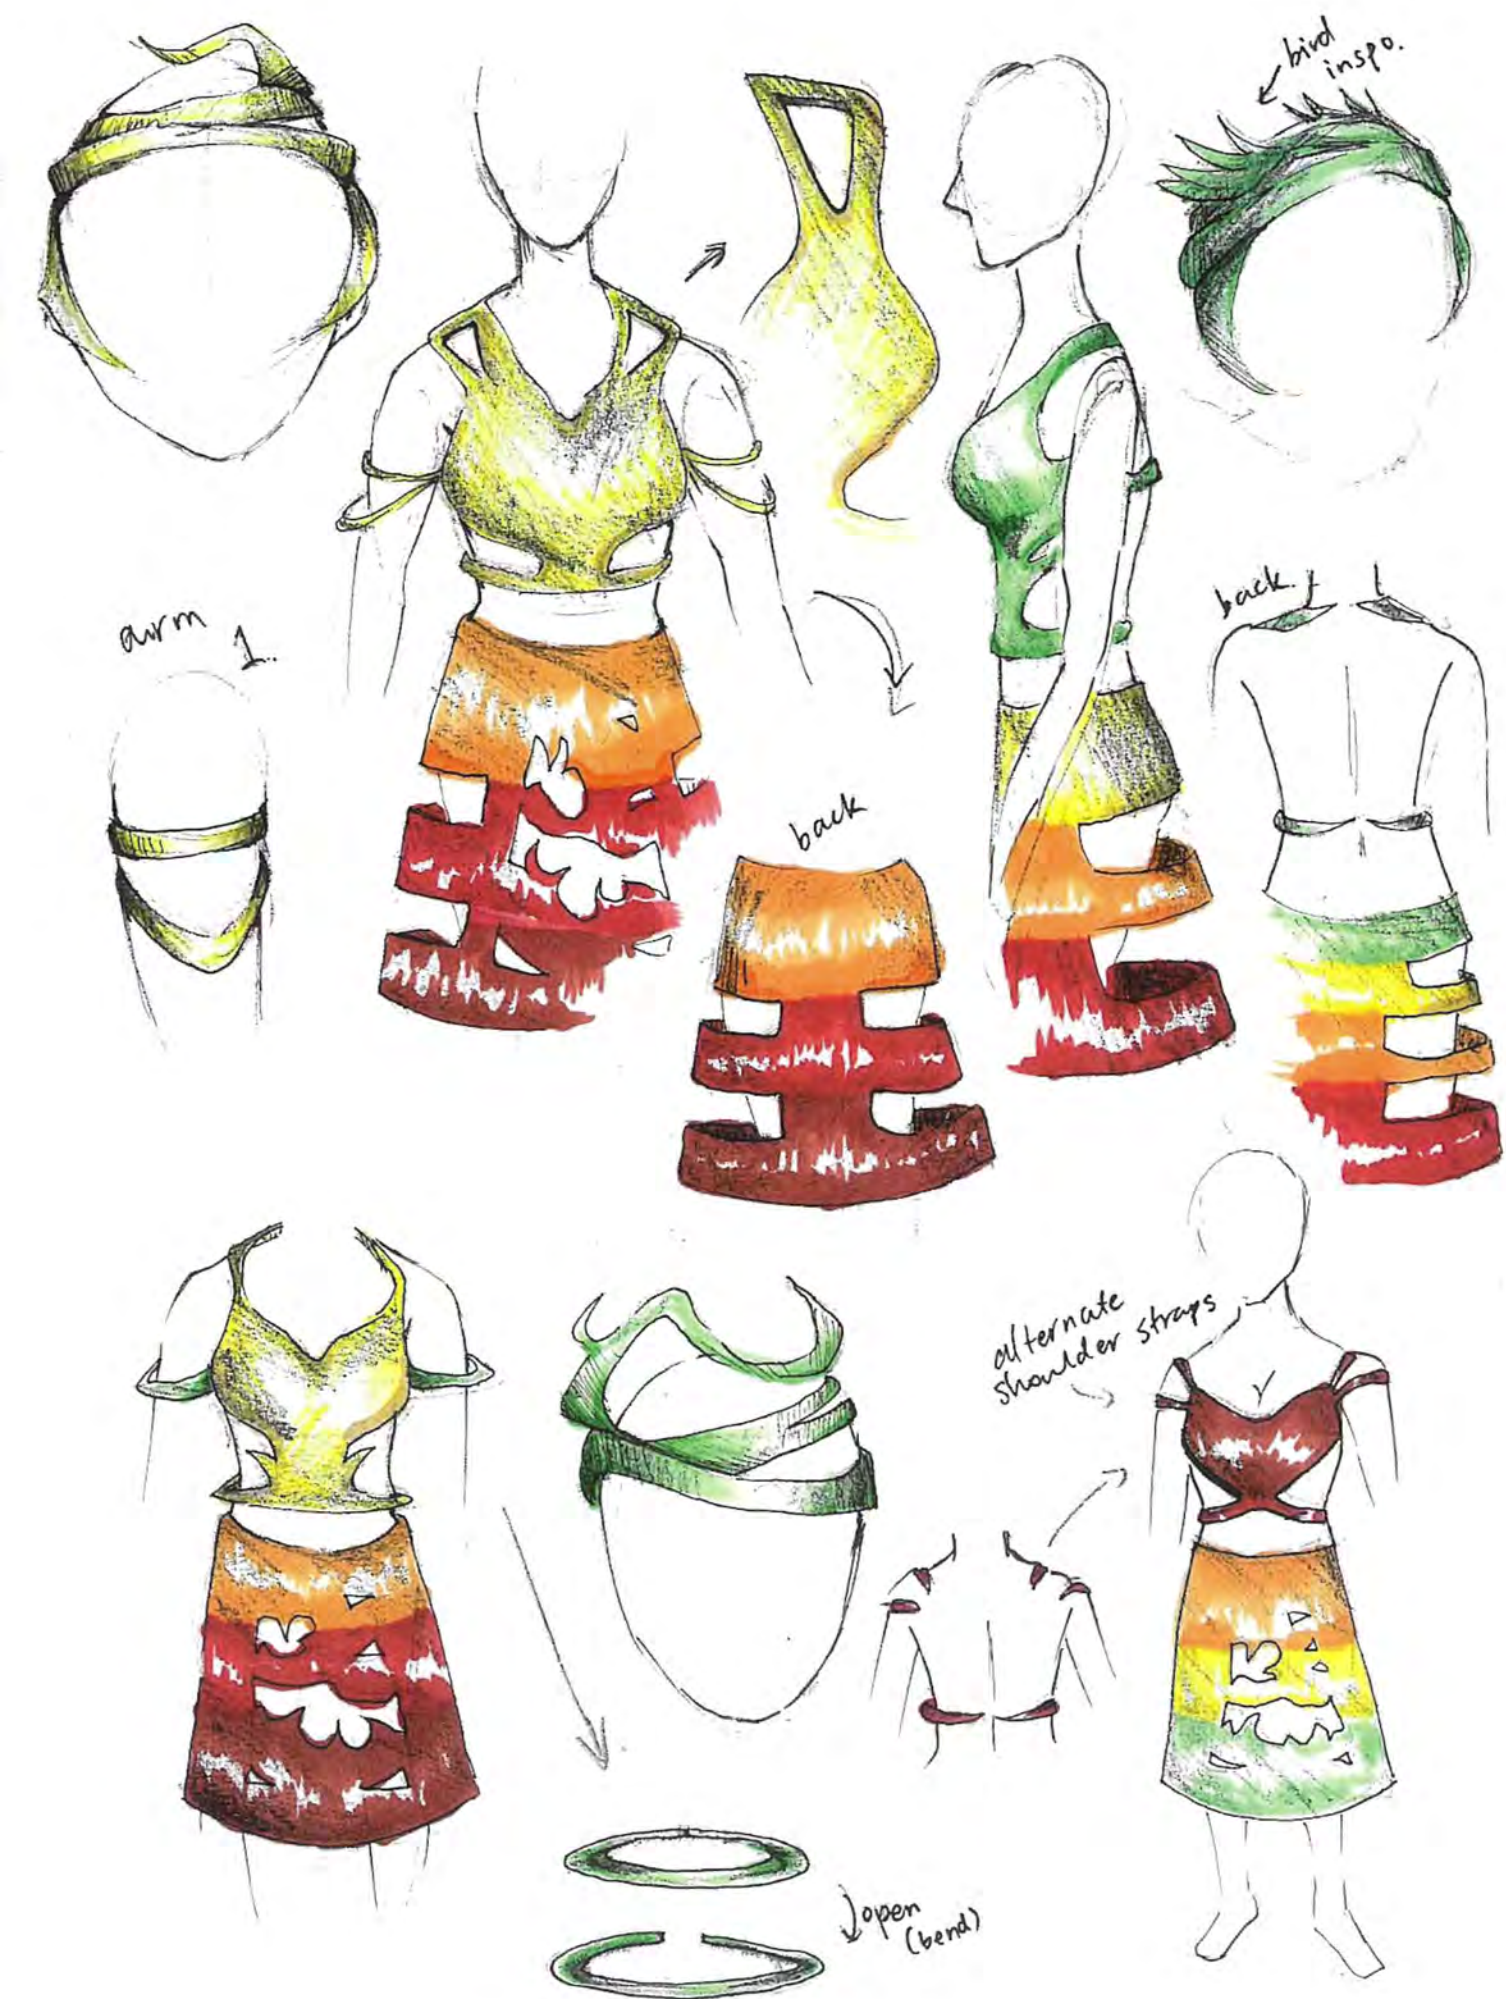 bird
inspo.
back
arm
1.
back
alternate
shoulder straps
open
(bend)